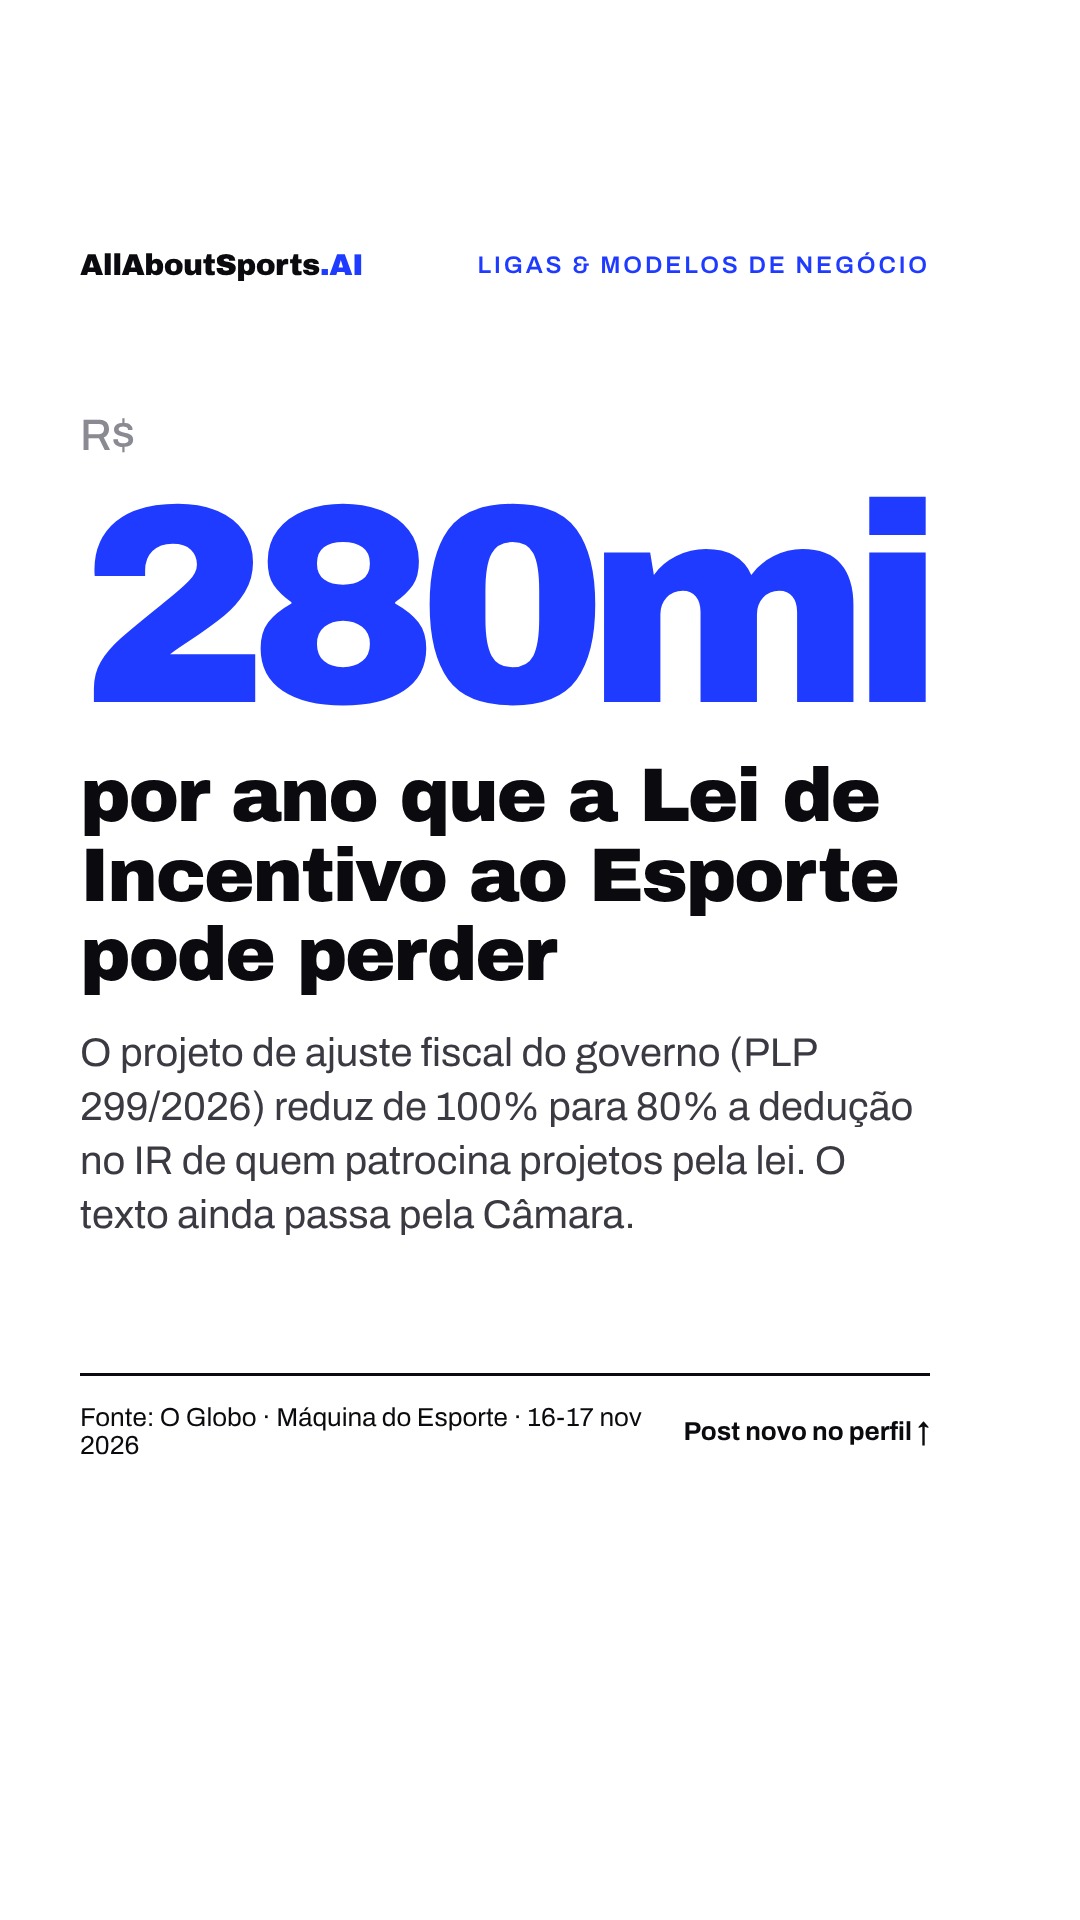 AllAboutSports.AI
LIGAS & MODELOS DE NEGÓCIO
R$
280mi
por ano que a Lei de
Incentivo ao Esporte
pode perder
O projeto de ajuste fiscal do governo (PLP
299/2026) reduz de 100% para 80% a dedução
no IR de quem patrocina projetos pela lei. O
texto ainda passa pela Câmara.
Fonte: O Globo · Máquina do Esporte · 16-17 nov
2026
Post novo no perfil ↑